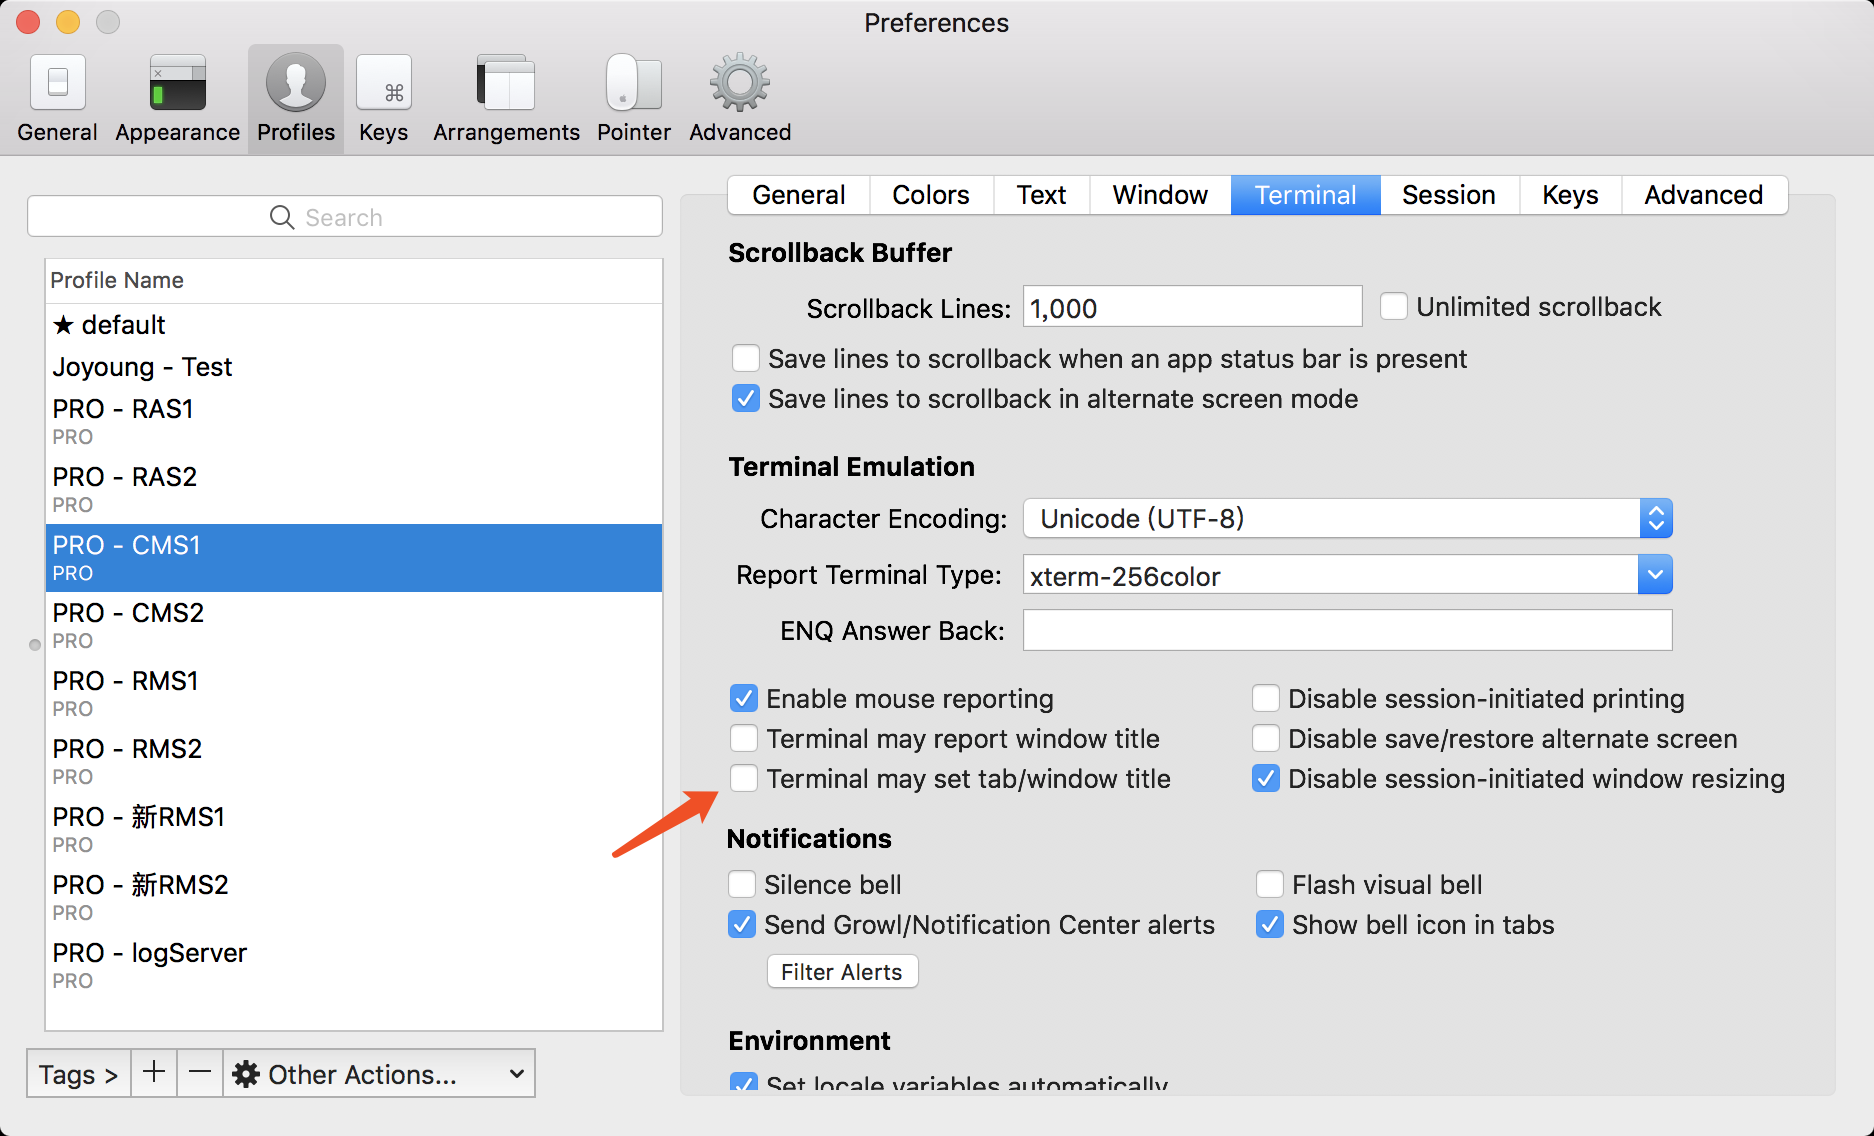 Preferences
General Appearance Profiles Keys Arrangements Pointer Advanced
Search
Profile Name
★ default
Joyoung - Test
PRO - RAS1
PRO
PRO - RAS2
PRO
PRO - CMS1
PRO
PRO - CMS2
PRO
PRO - RMS1
PRO
PRO - RMS2
PRO
PRO - 新RMS1
PRO
PRO - 新RMS2
PRO
PRO - logServer
PRO
Tags > + − Other Actions...
General Colors Text Window Terminal Session Keys Advanced
Scrollback Buffer
Scrollback Lines: 1,000 Unlimited scrollback
Save lines to scrollback when an app status bar is present
Save lines to scrollback in alternate screen mode
Terminal Emulation
Character Encoding: Unicode (UTF-8)
Report Terminal Type: xterm-256color
ENQ Answer Back:
Enable mouse reporting Disable session-initiated printing
Terminal may report window title Disable save/restore alternate screen
Terminal may set tab/window title Disable session-initiated window resizing
Notifications
Silence bell Flash visual bell
Send Growl/Notification Center alerts Show bell icon in tabs
Filter Alerts
Environment
Set locale variables automatically